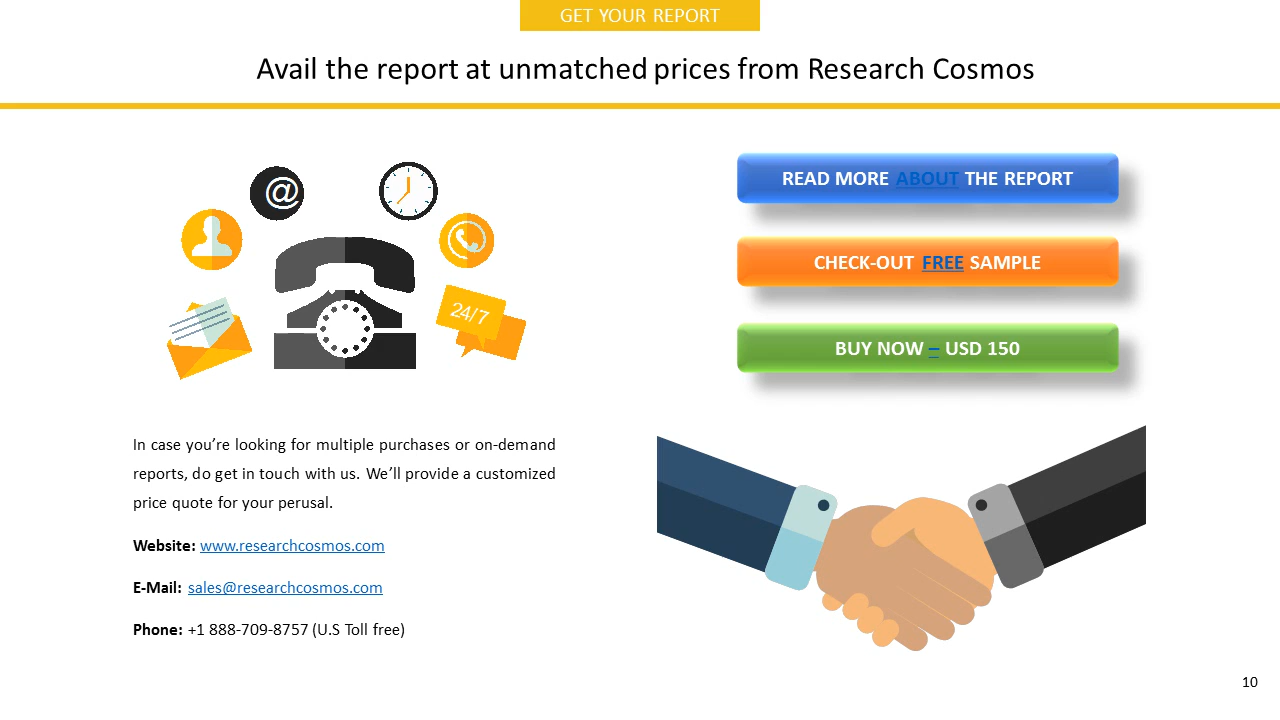 GET YOUR REPORT
Avail the report at unmatched prices from Research Cosmos
@
24/7
READ MORE ABOUT THE REPORT
CHECK-OUT FREE SAMPLE
BUY NOW – USD 150
In case you’re looking for multiple purchases or on-demand
reports, do get in touch with us. We’ll provide a customized
price quote for your perusal.
Website: www.researchcosmos.com
E-Mail: sales@researchcosmos.com
Phone: +1 888-709-8757 (U.S Toll free)
10